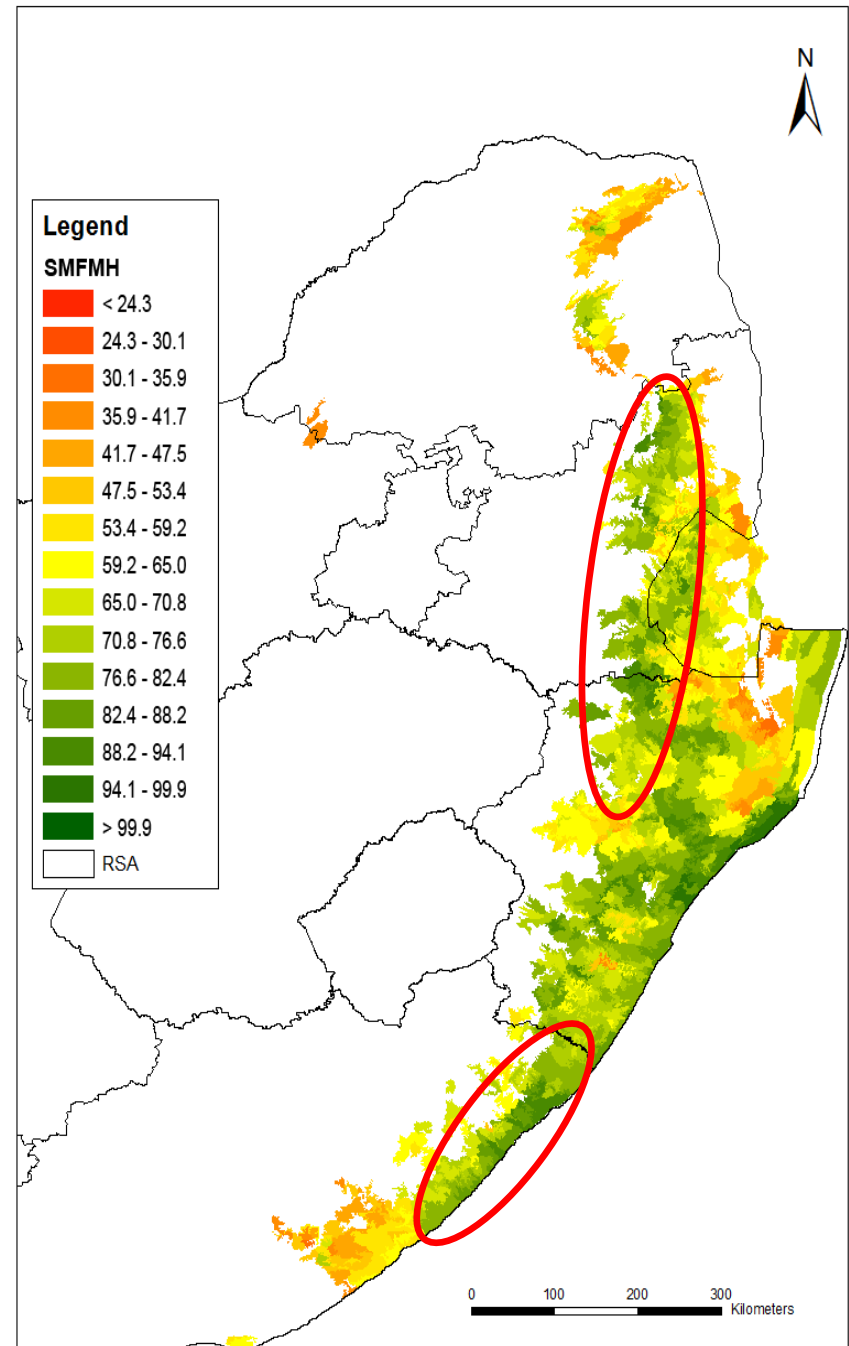 N
Legend
SMFMH
< 24.3
24.3 - 30.1
30.1 - 35.9
35.9 - 41.7
41.7 - 47.5
47.5 - 53.4
53.4 - 59.2
59.2 - 65.0
65.0 - 70.8
70.8 - 76.6
76.6 - 82.4
82.4 - 88.2
88.2 - 94.1
94.1 - 99.9
> 99.9
RSA
0 100 200 300
Kilometers